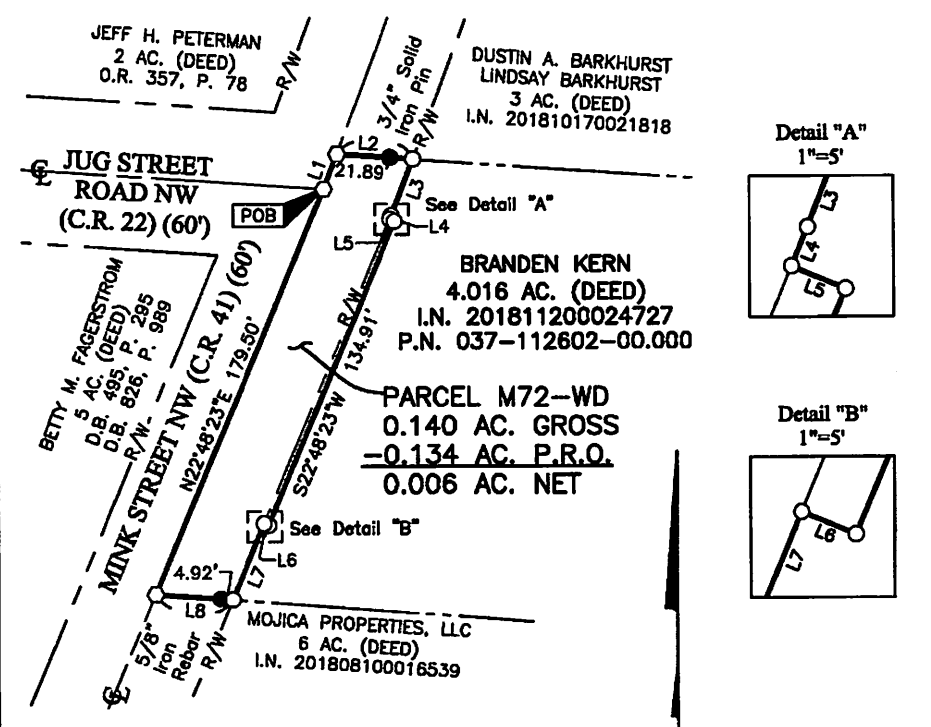 JEFF H. PETERMAN
2 AC. (DEED)
O.R. 357, P. 78
R/W
3/4" Solid
Iron Pin
R/W
DUSTIN A. BARKHURST
LINDSAY BARKHURST
3 AC. (DEED)
I.N. 201810170021818
Detail "A"
1"=5'
L3
L4
L5
℄ JUG STREET
ROAD NW
(C.R. 22) (60')
POB
L1
L2
21.89'
L3
See Detail "A"
L4
L5
BRANDEN KERN
4.016 AC. (DEED)
I.N. 201811200024727
P.N. 037-112602-00.000
R/W
134.91'
S22°48'23"W
N22°48'23"E 179.50'
MINK STREET NW (C.R. 41) (60')
BETTY M. FAGERSTROM
5 AC. (DEED)
D.B. 495, P. 295
D.B. 826, P. 989
R/W
PARCEL M72-WD
0.140 AC. GROSS
-0.134 AC. P.R.O.
0.006 AC. NET
Detail "B"
1"=5'
L6
L7
See Detail "B"
L6
L7
4.92'
L8
5/8"
Iron
Rebar
R/W
℄
MOJICA PROPERTIES, LLC
6 AC. (DEED)
I.N. 201808100016539